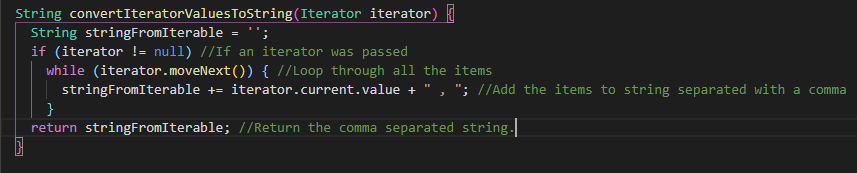 String convertIteratorValuesToString(Iterator iterator) {
  String stringFromIterable = '';
  if (iterator != null) //If an iterator was passed
    while (iterator.moveNext()) { //Loop through all the items
      stringFromIterable += iterator.current.value + " , "; //Add the items to string separated with a comma
    }
  return stringFromIterable; //Return the comma separated string.
}